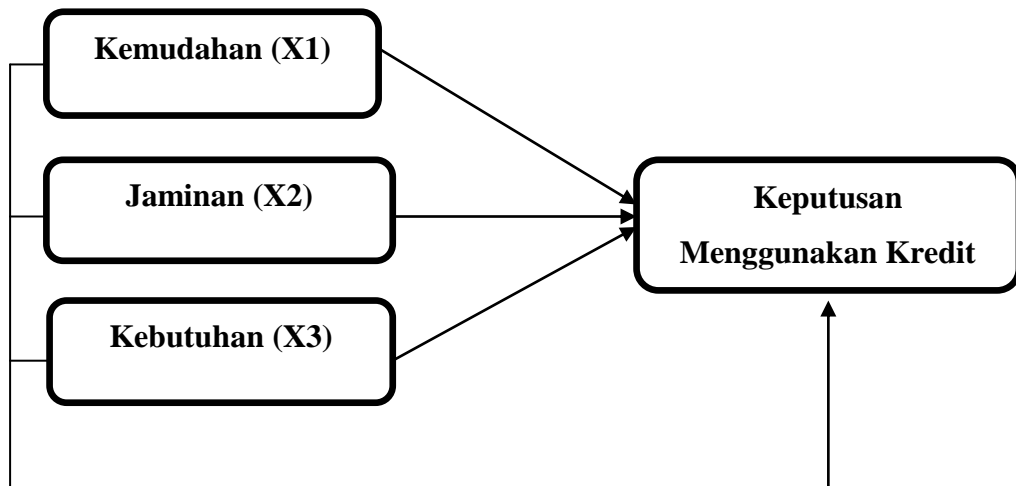 Kemudahan (X1)
Jaminan (X2)
Kebutuhan (X3)
Keputusan
Menggunakan Kredit